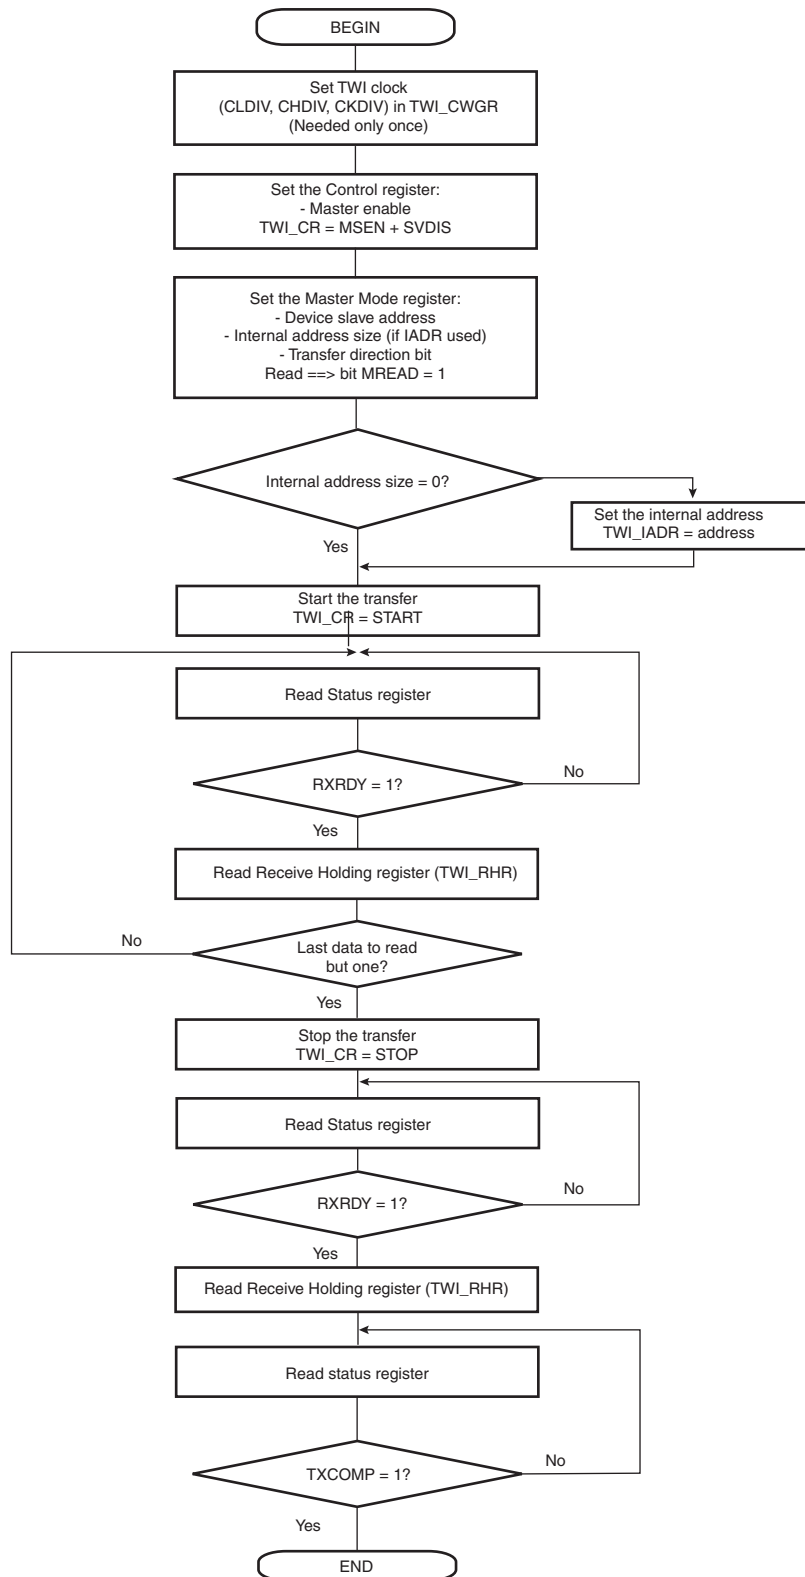 BEGIN
Set TWI clock
(CLDIV, CHDIV, CKDIV) in TWI_CWGR
(Needed only once)
Set the Control register:
- Master enable
TWI_CR = MSEN + SVDIS
Set the Master Mode register:
- Device slave address
- Internal address size (if IADR used)
- Transfer direction bit
Read ==> bit MREAD = 1
Internal address size = 0?
Set the internal address
TWI_IADR = address
Yes
Start the transfer
TWI_CR = START
Read Status register
RXRDY = 1?
No
Yes
Read Receive Holding register (TWI_RHR)
No
Last data to read
but one?
Yes
Stop the transfer
TWI_CR = STOP
Read Status register
RXRDY = 1?
No
Yes
Read Receive Holding register (TWI_RHR)
Read status register
TXCOMP = 1?
No
Yes
END